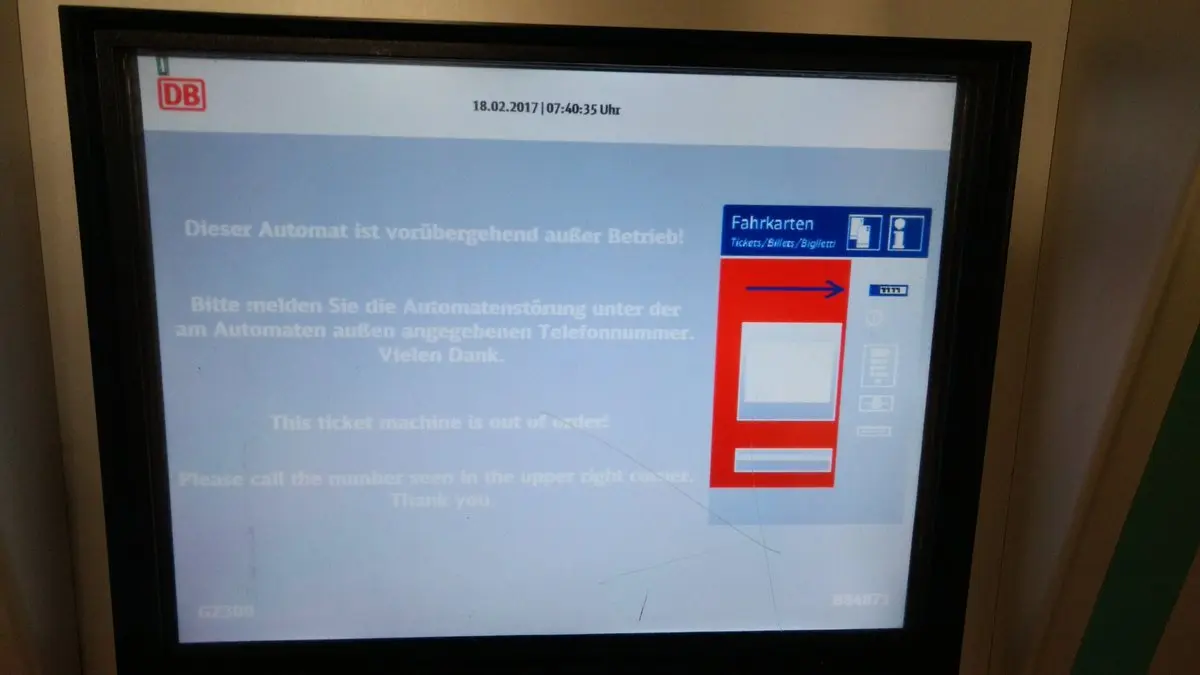 DB
18.02.2017 | 07:40:35 Uhr
Dieser Automat ist vorübergehend außer Betrieb!
Bitte melden Sie die Automatenstörung unter der
am Automaten außen angegebenen Telefonnummer.
Vielen Dank.
This ticket machine is out of order!
Please call the number seen in the upper right corner.
Thank you.
Fahrkarten
Tickets/Billets/Biglietti